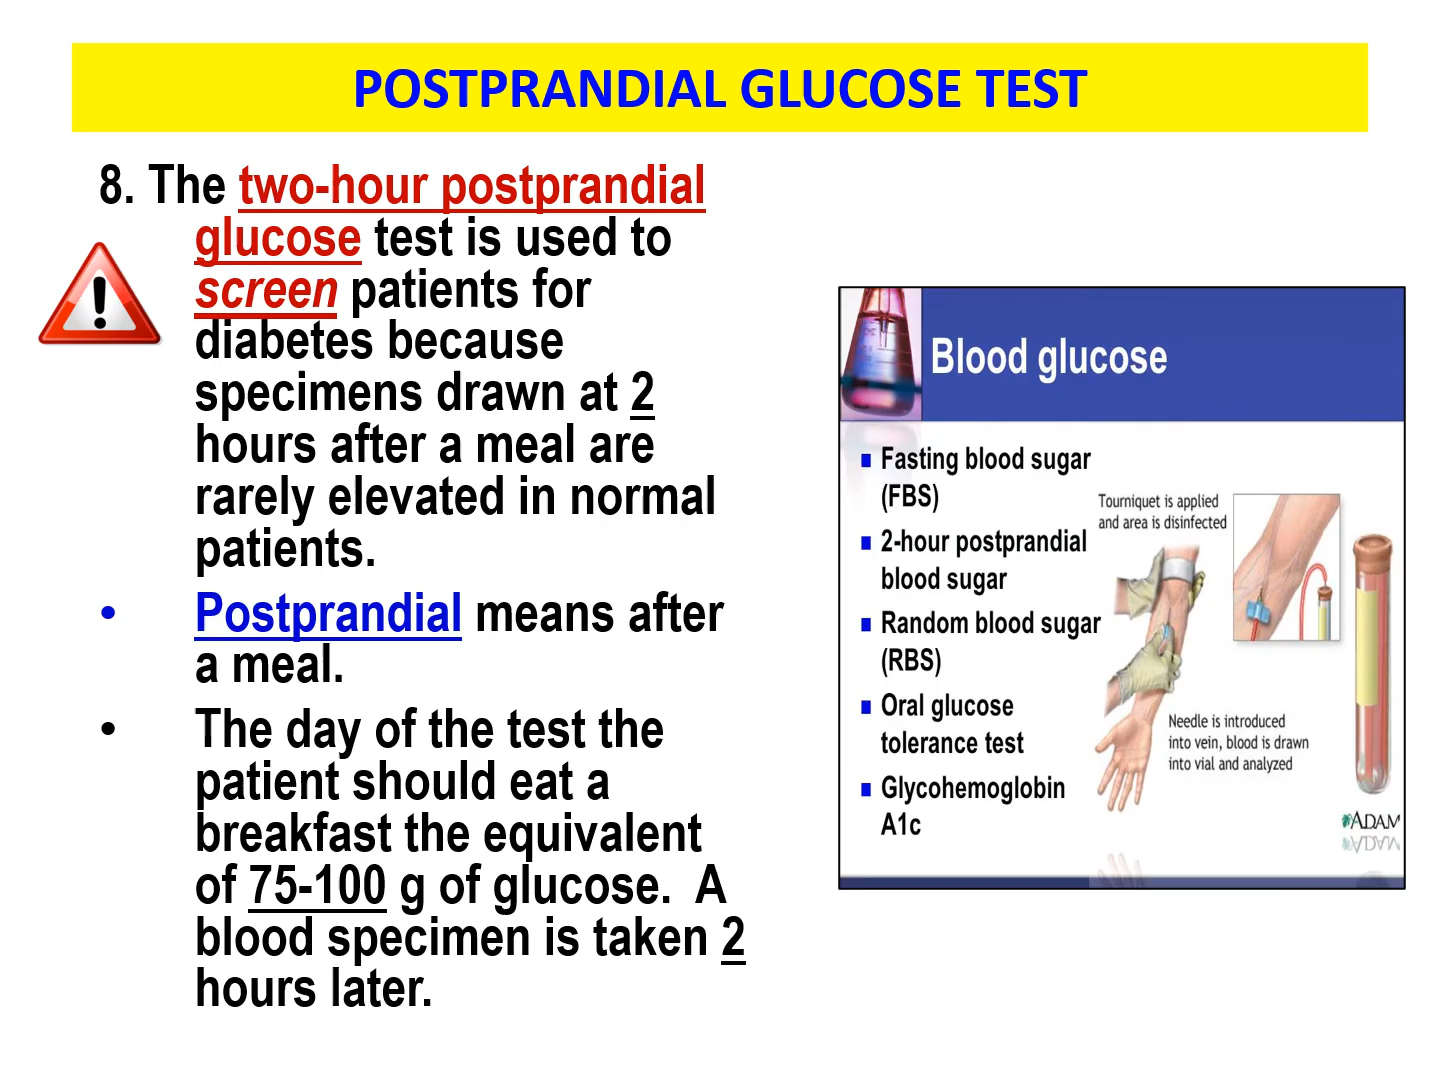 POSTPRANDIAL GLUCOSE TEST
8. The two-hour postprandial
glucose test is used to
screen patients for
diabetes because
specimens drawn at 2
hours after a meal are
rarely elevated in normal
patients.
• Postprandial means after
a meal.
• The day of the test the
patient should eat a
breakfast the equivalent
of 75-100 g of glucose. A
blood specimen is taken 2
hours later.
Blood glucose
Fasting blood sugar
(FBS)
2-hour postprandial
blood sugar
Random blood sugar
(RBS)
Oral glucose
tolerance test
Glycohemoglobin
A1c
Tourniquet is applied
and area is disinfected
Needle is introduced
into vein, blood is drawn
into vial and analyzed
ADAM